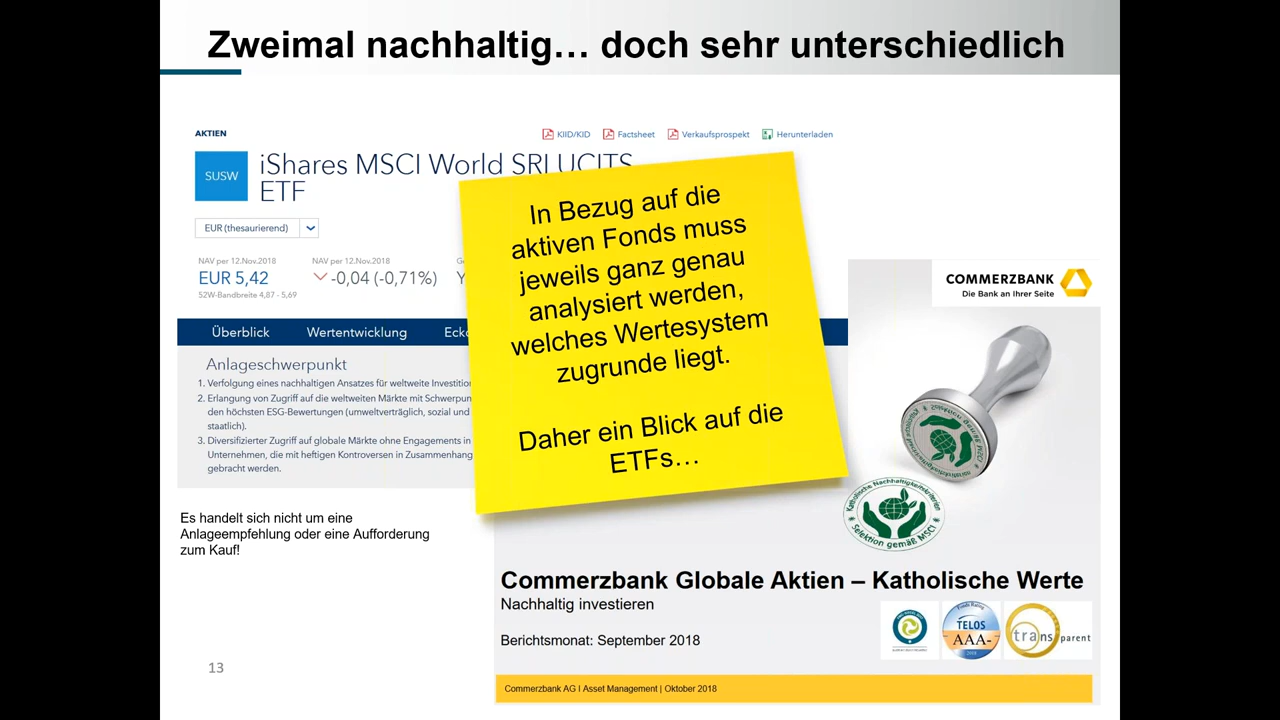 Zweimal nachhaltig… doch sehr unterschiedlich
AKTIEN
KIID/KID
Factsheet
Verkaufsprospekt
Herunterladen
SUSW
iShares MSCI World SRI UCITS
ETF
EUR (thesaurierend)
NAV per 12.Nov.2018
EUR 5,42
52W-Bandbreite 4,87 - 5,69
NAV per 12.Nov.2018
-0,04 (-0,71%)
Überblick
Wertentwicklung
Anlageschwerpunkt
1. Verfolgung eines nachhaltigen Ansatzes für weltweite
2. Erlangung von Zugriff auf die weltweiten Märkte mit
den höchsten ESG-Bewertungen (umweltverträglich, sozial und
staatlich).
3. Diversifizierter Zugriff auf globale Märkte ohne Engagements in
Unternehmen, die mit heftigen Kontroversen in Zusammenhang
gebracht werden.
In Bezug auf die
aktiven Fonds muss
jeweils ganz genau
analysiert werden,
welches Wertesystem
zugrunde liegt.
Daher ein Blick auf die
ETFs…
COMMERZBANK
Die Bank an Ihrer Seite
Katholische Nachhaltigkeitskriterien
Selektion gemäß MSCI
Es handelt sich nicht um eine
Anlageempfehlung oder eine Aufforderung
zum Kauf!
Commerzbank Globale Aktien – Katholische Werte
Nachhaltig investieren
Berichtsmonat: September 2018
TELOS
AAA-
2018
transparent
Commerzbank AG I Asset Management | Oktober 2018
13